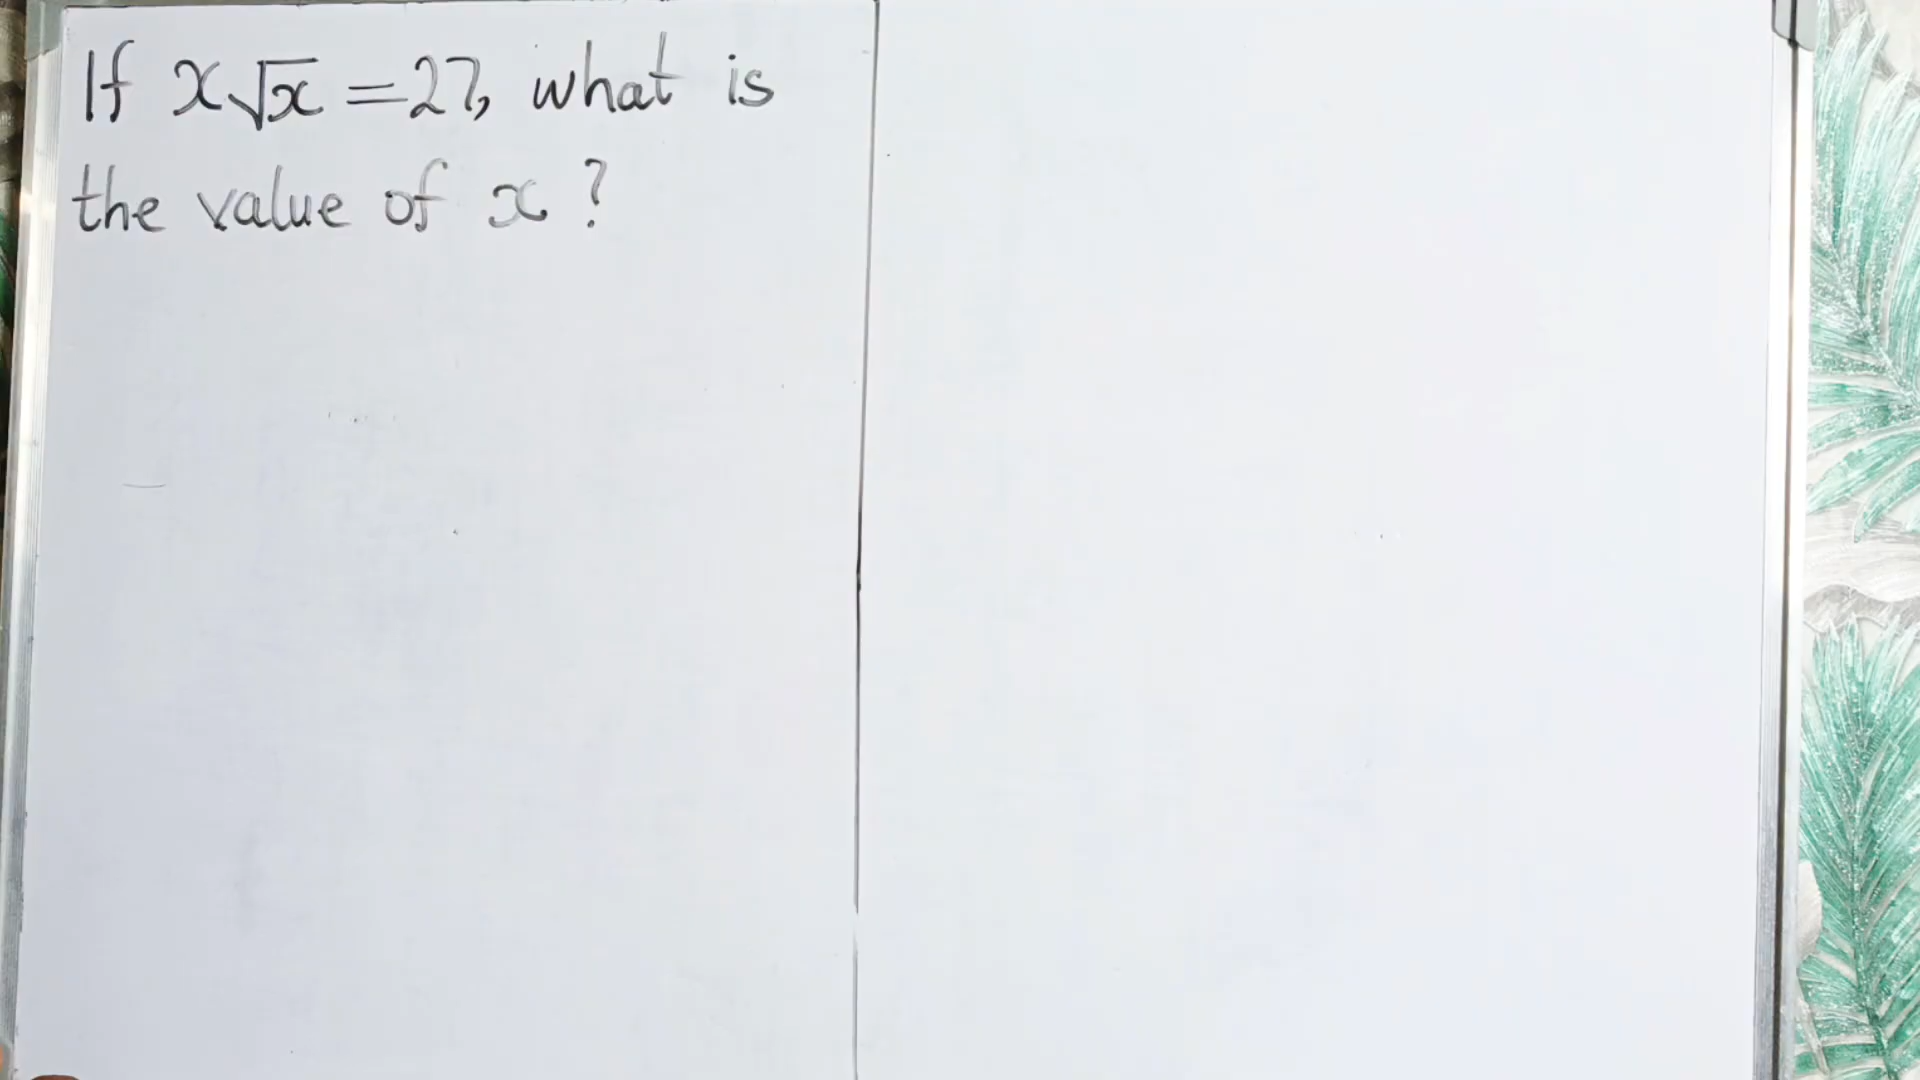 If x√x = 27, what is
the value of x ?